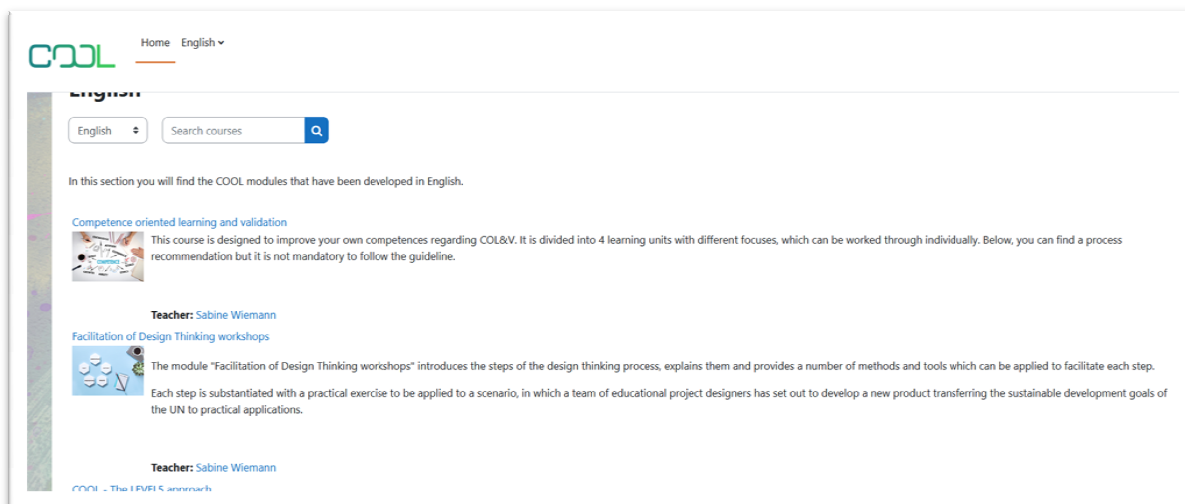 COOL
Home English
English
English Search courses
In this section you will find the COOL modules that have been developed in English.
Competence oriented learning and validation
This course is designed to improve your own competences regarding COL&V. It is divided into 4 learning units with different focuses, which can be worked through individually. Below, you can find a process
recommendation but it is not mandatory to follow the guideline.
COMPETENCE
Teacher: Sabine Wiemann
Facilitation of Design Thinking workshops
The module "Facilitation of Design Thinking workshops" introduces the steps of the design thinking process, explains them and provides a number of methods and tools which can be applied to facilitate each step.
Each step is substantiated with a practical exercise to be applied to a scenario, in which a team of educational project designers has set out to develop a new product transferring the sustainable development goals of
the UN to practical applications.
Teacher: Sabine Wiemann
COOL - The LEVEL5 approach